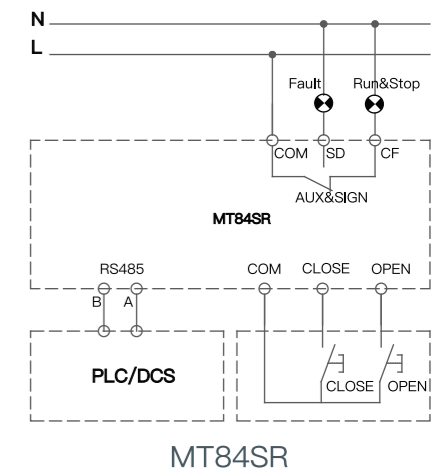 N
L
Fault Run&Stop
COM SD CF
AUX&SIGN
MT84SR
RS485 COM CLOSE OPEN
B A
PLC/DCS
CLOSE OPEN
MT84SR